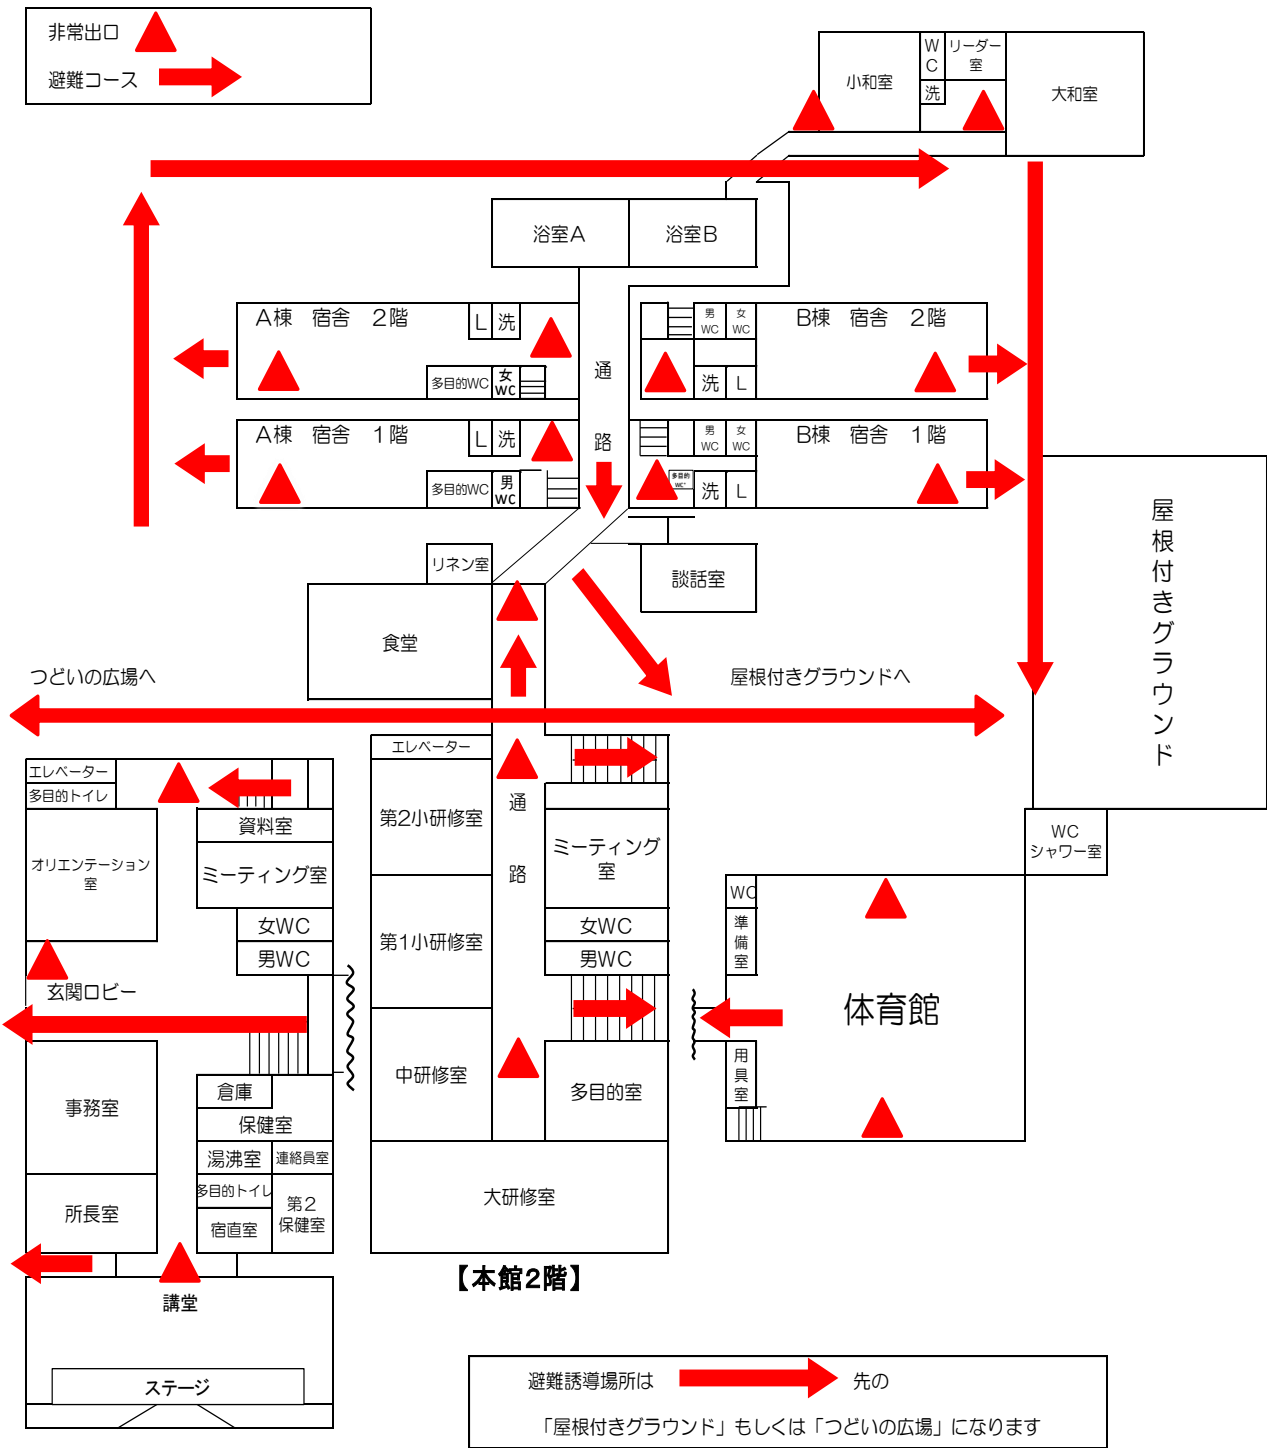 非常出口
避難コース
小和室
WC
洗
リーダー
室
大和室
浴室A
浴室B
A棟 宿舎 2階
L
洗
多目的WC
女
WC
通路
男
WC
女
WC
洗
L
B棟 宿舎 2階
A棟 宿舎 1階
L
洗
多目的WC
男
WC
男
WC
女
WC
多目的
WC
洗
L
B棟 宿舎 1階
リネン室
談話室
食堂
屋根付きグラウンド
つどいの広場へ
屋根付きグラウンドへ
エレベーター
エレベーター
多目的トイレ
オリエンテーション
室
資料室
ミーティング室
女WC
男WC
玄関ロビー
事務室
所長室
倉庫
保健室
湯沸室
連絡員室
多目的トイレ
宿直室
第2
保健室
講堂
ステージ
第2小研修室
第1小研修室
中研修室
通路
ミーティング
室
女WC
男WC
多目的室
大研修室
【本館2階】
WC
シャワー室
WC
準備室
体育館
用具室
避難誘導場所は 先の
「屋根付きグラウンド」もしくは「つどいの広場」になります